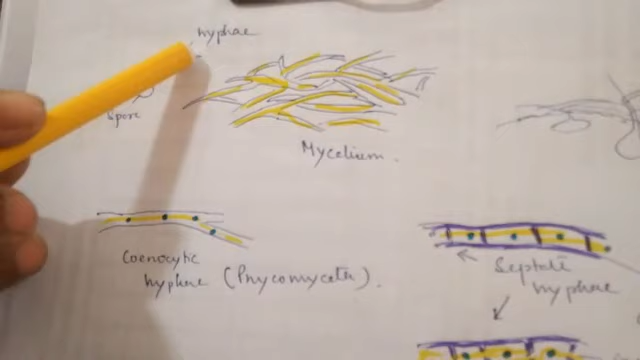 hyphae
Spore
Mycelium.
Coenocytic
hyphae (Phycomycete).
Septate
hyphae